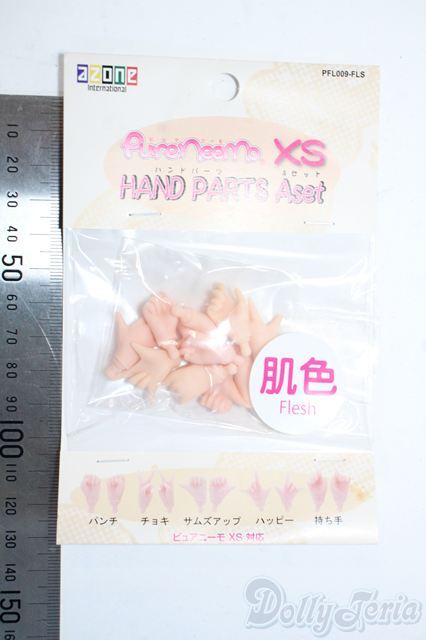 azone
International
PFL009-FLS
ピュアニーモ
PureNeemo XS
ハンドパーツ Aセット
HAND PARTS Aset
肌色
Flesh
パンチ チョキ サムズアップ ハッピー 持ち手
ピュアニーモ XS 対応
10
20
30
40
50
60
70
80
90
100
110
120
130
140
150
DollyTeria